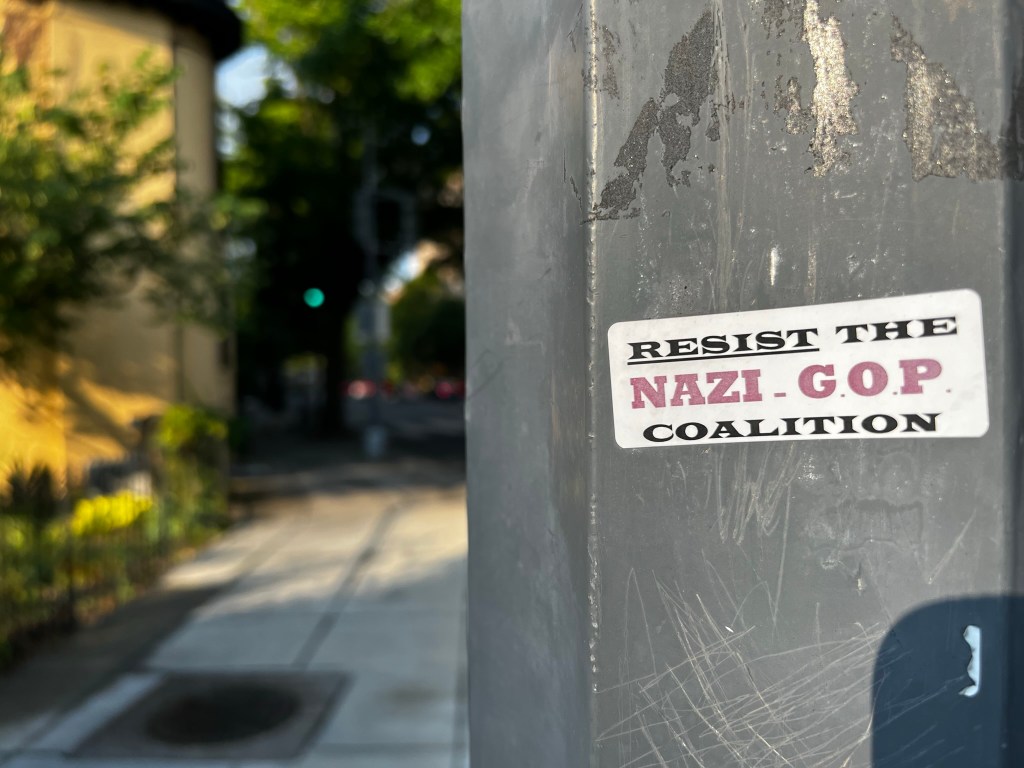 RESIST THE
NAZI - G.O.P.
COALITION